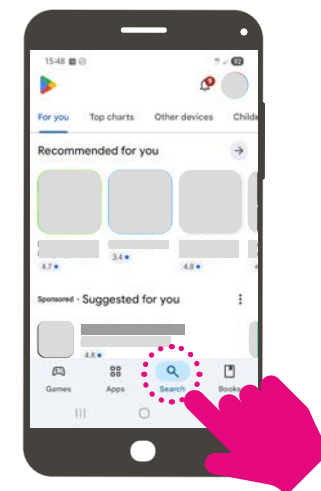 15:48
92
9
For you Top charts Other devices Childr
Recommended for you
3.4
4.7 4.8
Sponsored · Suggested for you
4.8
Games Apps Search Books